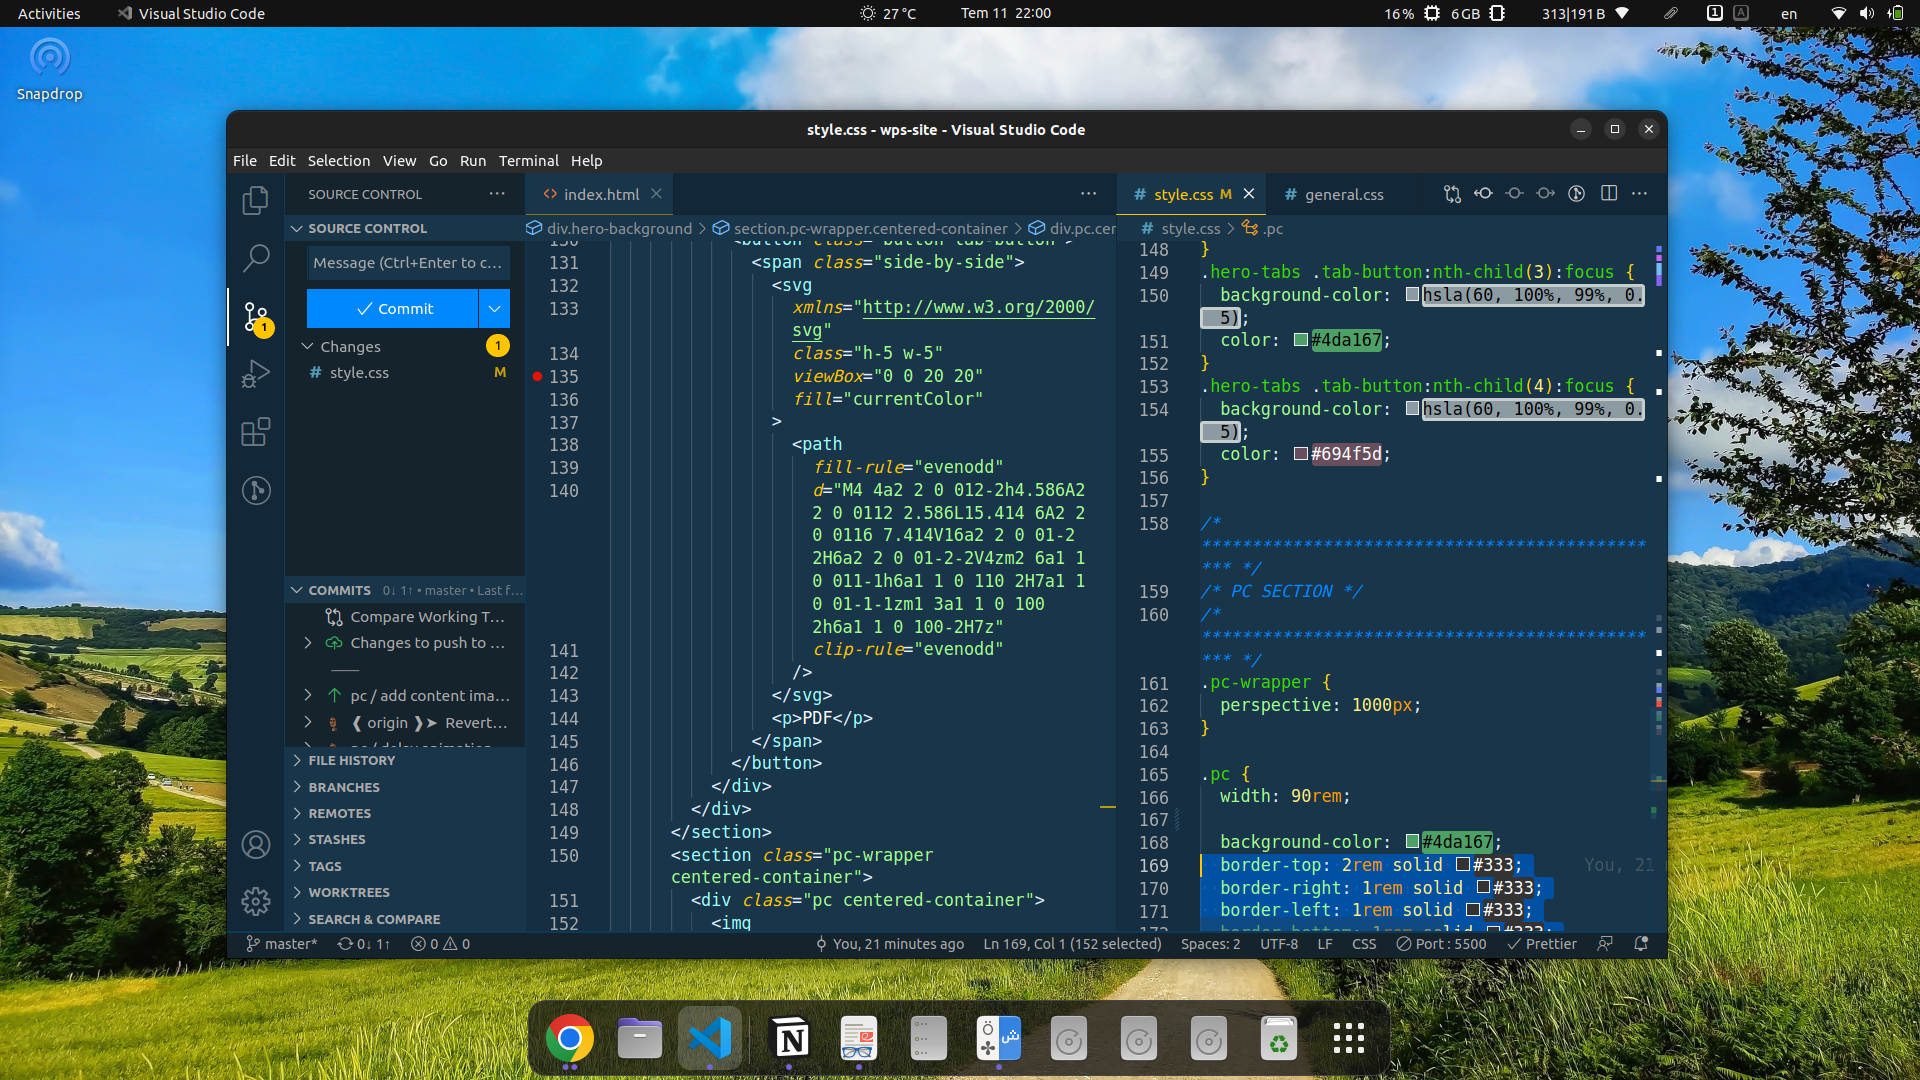 Activities
Visual Studio Code
27 °C
Tem 11 22:00
16 %
6 GB
313|191 B
1
A
en
Snapdrop
style.css - wps-site - Visual Studio Code
File Edit Selection View Go Run Terminal Help
SOURCE CONTROL
SOURCE CONTROL
Message (Ctrl+Enter to c...
Commit
Changes 1
# style.css M
1
COMMITS 0↓ 1↑ • master • Last f...
Compare Working T...
Changes to push to ...
pc / add content ima...
❰ origin ❱➤ Revert...
FILE HISTORY
BRANCHES
REMOTES
STASHES
TAGS
WORKTREES
SEARCH & COMPARE
index.html
div.hero-background > section.pc-wrapper.centered-container > div.pc.cer
130 <button class="button tab-button">
131 <span class="side-by-side">
132 <svg
133 xmlns="http://www.w3.org/2000/
svg"
134 class="h-5 w-5"
135 viewBox="0 0 20 20"
136 fill="currentColor"
137 >
138 <path
139 fill-rule="evenodd"
140 d="M4 4a2 2 0 012-2h4.586A2
2 0 0112 2.586L15.414 6A2 2
0 0116 7.414V16a2 2 0 01-2
2H6a2 2 0 01-2-2V4zm2 6a1 1
0 011-1h6a1 1 0 110 2H7a1 1
0 01-1-1zm1 3a1 1 0 100
2h6a1 1 0 100-2H7z"
141 clip-rule="evenodd"
142 />
143 </svg>
144 <p>PDF</p>
145 </span>
146 </button>
147 </div>
148 </div>
149 </section>
150 <section class="pc-wrapper
centered-container">
151 <div class="pc centered-container">
152 <img
# style.css M
# general.css
# style.css > .pc
148 }
149 .hero-tabs .tab-button:nth-child(3):focus {
150 background-color: hsla(60, 100%, 99%, 0.
5);
151 color: #4da167;
152 }
153 .hero-tabs .tab-button:nth-child(4):focus {
154 background-color: hsla(60, 100%, 99%, 0.
5);
155 color: #694f5d;
156 }
157
158 /*
********************************************
*** */
159 /* PC SECTION */
160 /*
********************************************
*** */
161 .pc-wrapper {
162 perspective: 1000px;
163 }
164
165 .pc {
166 width: 90rem;
167
168 background-color: #4da167;
169 border-top: 2rem solid #333; You, 21
170 border-right: 1rem solid #333;
171 border-left: 1rem solid #333;
172 border-bottom: 1rem solid #333;
master* 0↓ 1↑ 0 0
You, 21 minutes ago
Ln 169, Col 1 (152 selected)
Spaces: 2
UTF-8
LF
CSS
Port : 5500
Prettier
N
Ö
ش